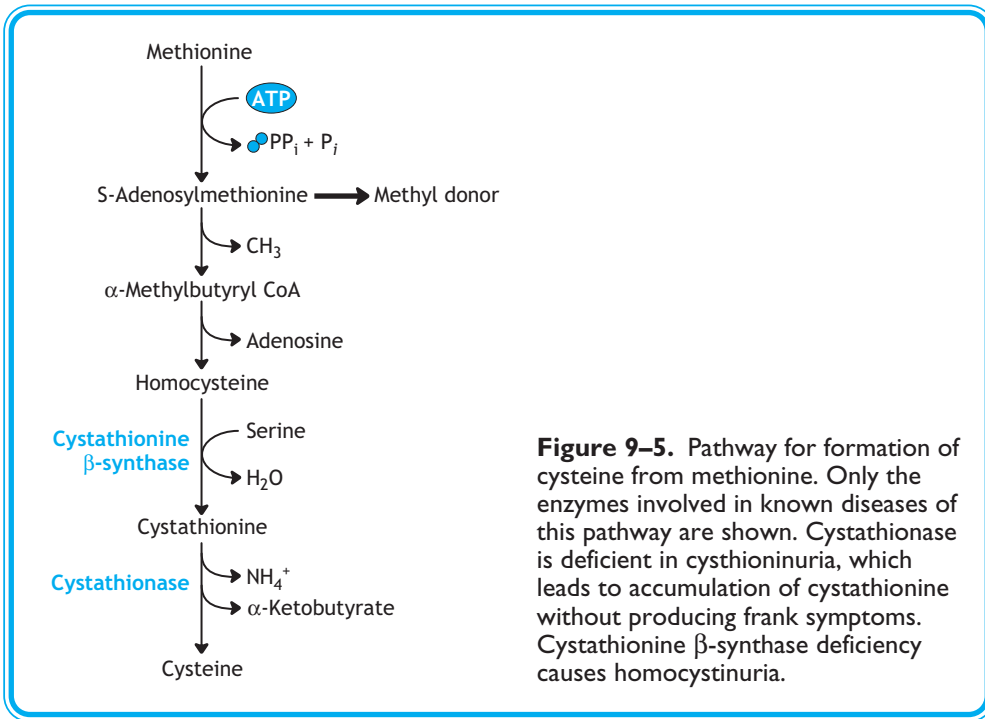 Methionine
ATP
PPi + Pi
S-Adenosylmethionine
Methyl donor
CH3
α-Methylbutyryl CoA
Adenosine
Homocysteine
Cystathionine
β-synthase
Serine
H2O
Cystathionine
Cystathionase
NH4+
α-Ketobutyrate
Cysteine
Figure 9–5. Pathway for formation of
cysteine from methionine. Only the
enzymes involved in known diseases of
this pathway are shown. Cystathionase
is deficient in cysthioninuria, which
leads to accumulation of cystathionine
without producing frank symptoms.
Cystathionine β-synthase deficiency
causes homocystinuria.